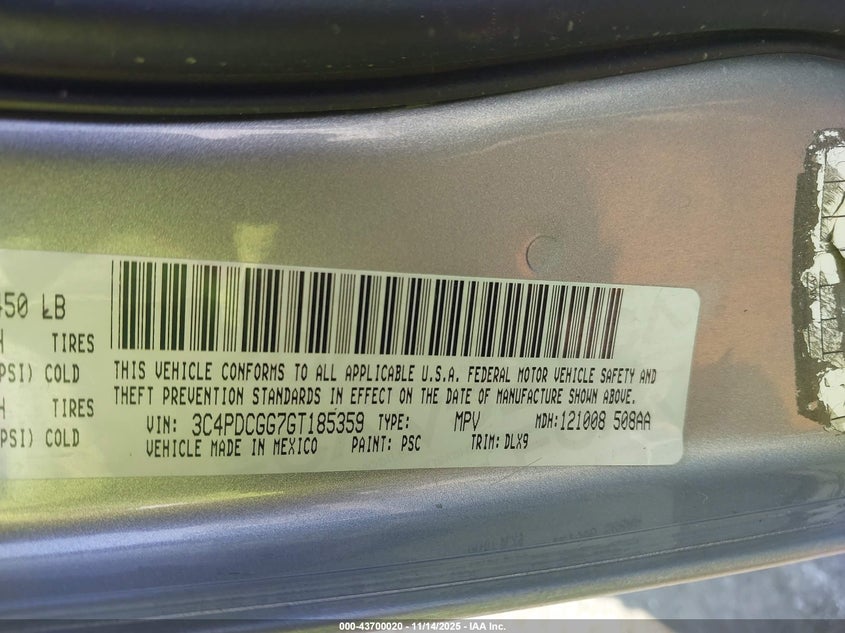 450 LB
TIRES
PSI) COLD
TIRES
PSI) COLD
THIS VEHICLE CONFORMS TO ALL APPLICABLE U.S.A. FEDERAL MOTOR VEHICLE SAFETY AND
THEFT PREVENTION STANDARDS IN EFFECT ON THE DATE OF MANUFACTURE SHOWN ABOVE.
VIN: 3C4PDCGG7GT185359 TYPE: MPV MDH: 121008 508AA
VEHICLE MADE IN MEXICO PAINT: PSC TRIM: DLX9
000-43700020 - 11/14/2025 - IAA Inc.